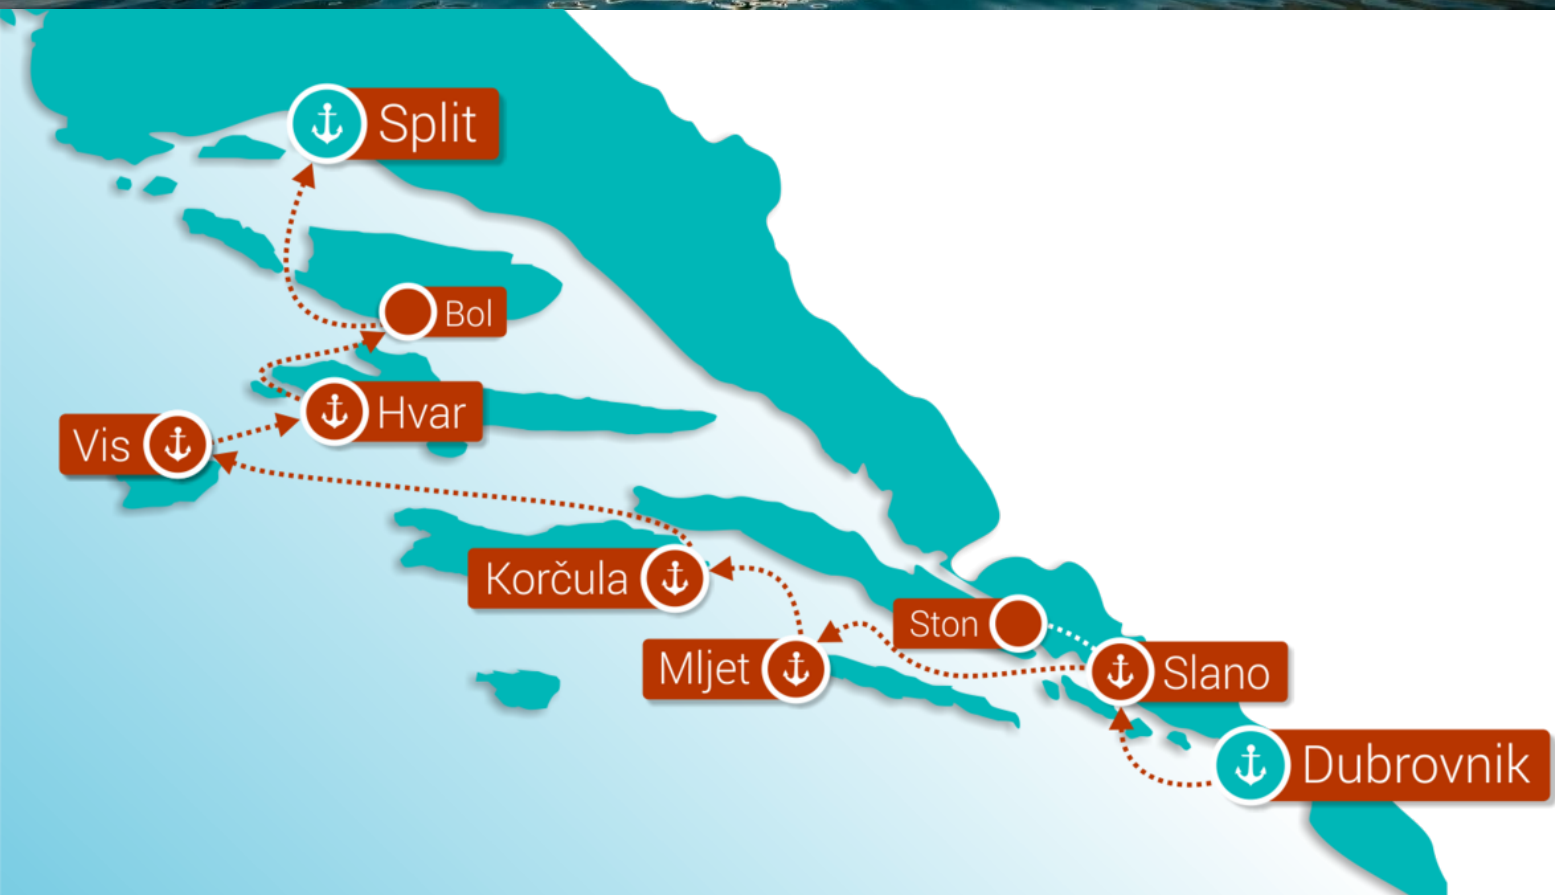 Split
Bol
Hvar
Vis
Korčula
Ston
Mljet
Slano
Dubrovnik